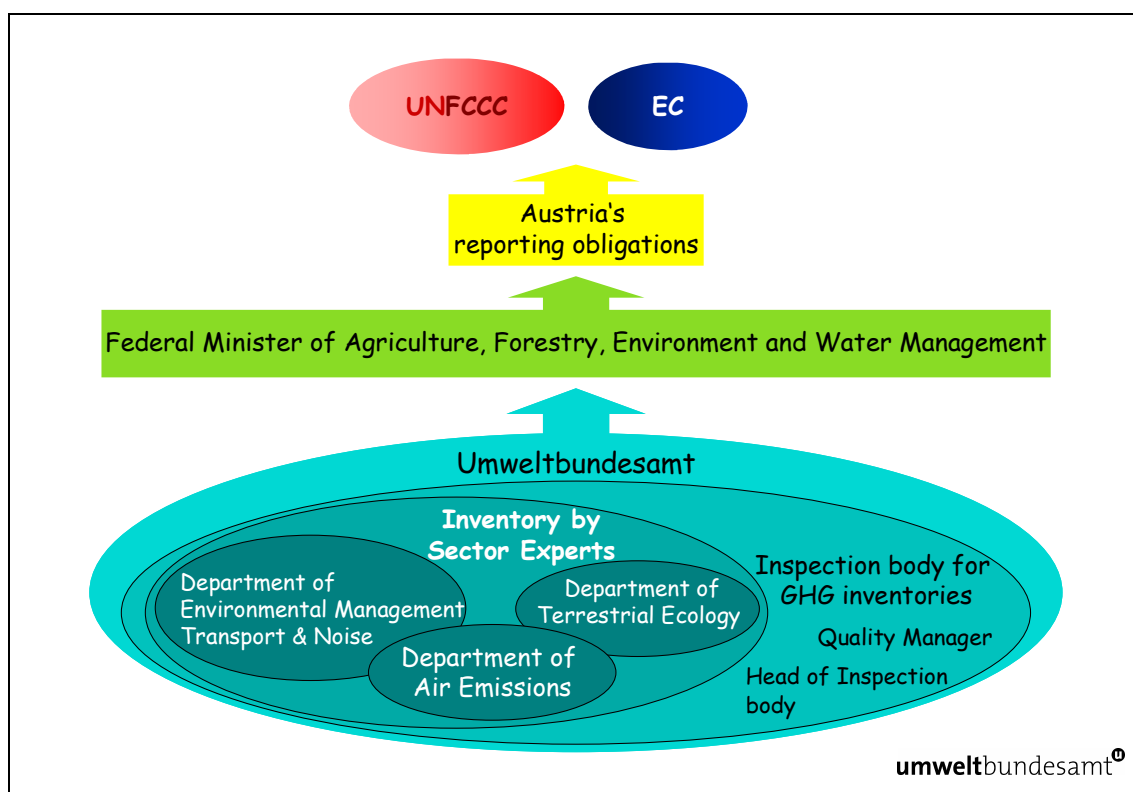 UNFCCC
EC
Austria‘s
reporting obligations
Federal Minister of Agriculture, Forestry, Environment and Water Management
Umweltbundesamt
Inventory by
Sector Experts
Department of
Environmental Management
Transport & Noise
Department of
Terrestrial Ecology
Department of
Air Emissions
Inspection body for
GHG inventories
Quality Manager
Head of Inspection
body
umweltbundesamt
u